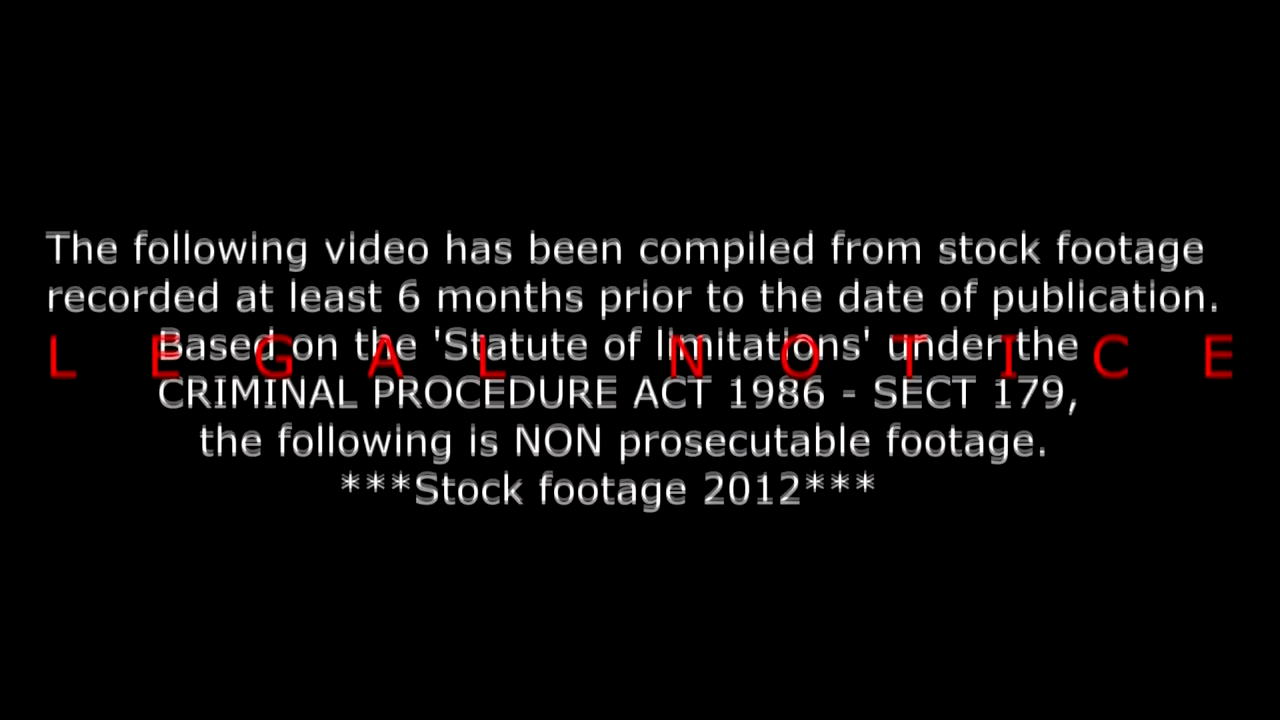 The following video has been compiled from stock footage
recorded at least 6 months prior to the date of publication.
Based on the 'Statute of limitations' under the
L E G A L N O T I C E
CRIMINAL PROCEDURE ACT 1986 - SECT 179,
the following is NON prosecutable footage.
***Stock footage 2012***